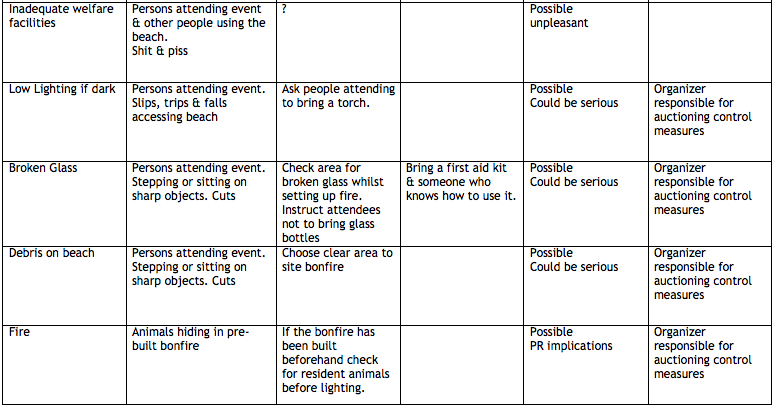 Inadequate welfare
facilities
Persons attending event
& other people using the
beach.
Shit & piss
?
Possible
unpleasant
Low Lighting if dark
Persons attending event.
Slips, trips & falls
accessing beach
Ask people attending
to bring a torch.
Possible
Could be serious
Organizer
responsible for
auctioning control
measures
Broken Glass
Persons attending event.
Stepping or sitting on
sharp objects. Cuts
Check area for
broken glass whilst
setting up fire.
Instruct attendees
not to bring glass
bottles
Bring a first aid kit
& someone who
knows how to use it.
Possible
Could be serious
Organizer
responsible for
auctioning control
measures
Debris on beach
Persons attending event.
Stepping or sitting on
sharp objects. Cuts
Choose clear area to
site bonfire
Possible
Could be serious
Organizer
responsible for
auctioning control
measures
Fire
Animals hiding in pre-
built bonfire
If the bonfire has
been built
beforehand check
for resident animals
before lighting.
Possible
PR implications
Organizer
responsible for
auctioning control
measures